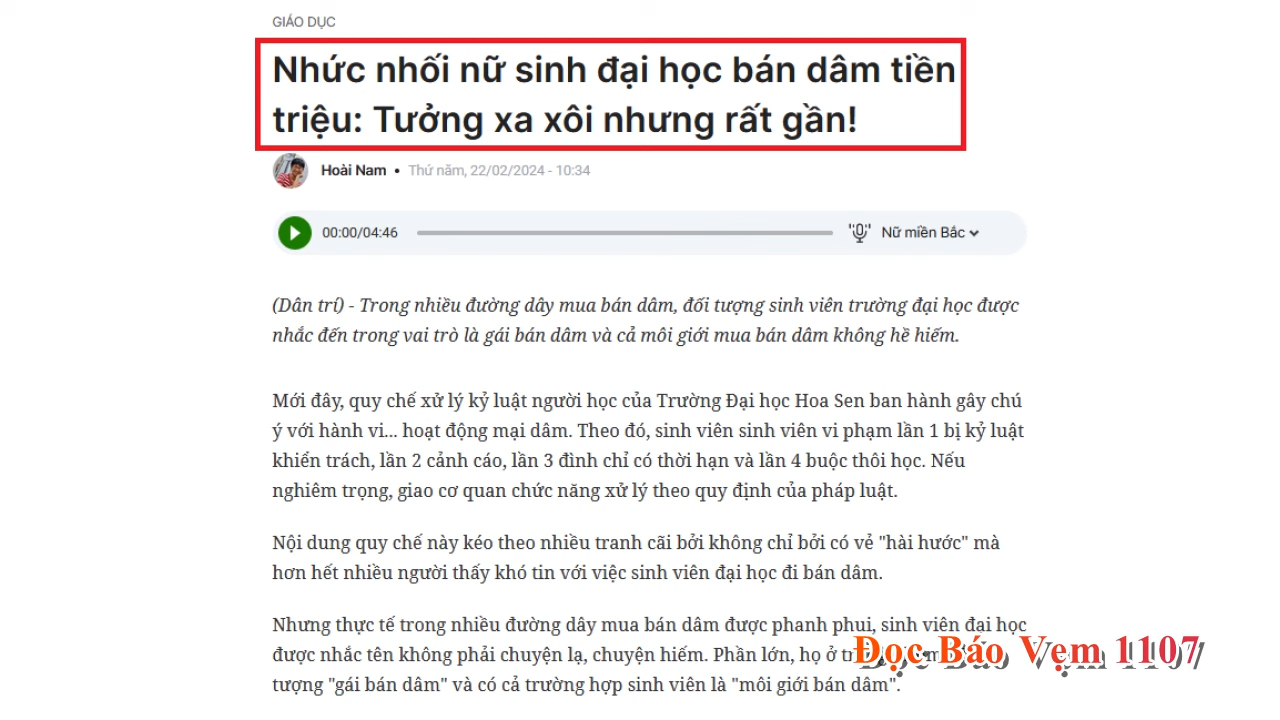 GIÁO DỤC
Nhức nhối nữ sinh đại học bán dâm tiền
triệu: Tưởng xa xôi nhưng rất gần!
Hoài Nam • Thứ năm, 22/02/2024 - 10:34
00:00/04:46 Nữ miền Bắc
(Dân trí) - Trong nhiều đường dây mua bán dâm, đối tượng sinh viên trường đại học được
nhắc đến trong vai trò là gái bán dâm và cả môi giới mua bán dâm không hề hiếm.
Mới đây, quy chế xử lý kỷ luật người học của Trường Đại học Hoa Sen ban hành gây chú
ý với hành vi... hoạt động mại dâm. Theo đó, sinh viên sinh viên vi phạm lần 1 bị kỷ luật
khiển trách, lần 2 cảnh cáo, lần 3 đình chỉ có thời hạn và lần 4 buộc thôi học. Nếu
nghiêm trọng, giao cơ quan chức năng xử lý theo quy định của pháp luật.
Nội dung quy chế này kéo theo nhiều tranh cãi bởi không chỉ bởi có vẻ "hài hước" mà
hơn hết nhiều người thấy khó tin với việc sinh viên đại học đi bán dâm.
Nhưng thực tế trong nhiều đường dây mua bán dâm được phanh phui, sinh viên đại học
được nhắc tên không phải chuyện lạ, chuyện hiếm. Phần lớn, họ ở
Đọc Báo Vẹm 1107
tượng "gái bán dâm" và có cả trường hợp sinh viên là "môi giới bán dâm".